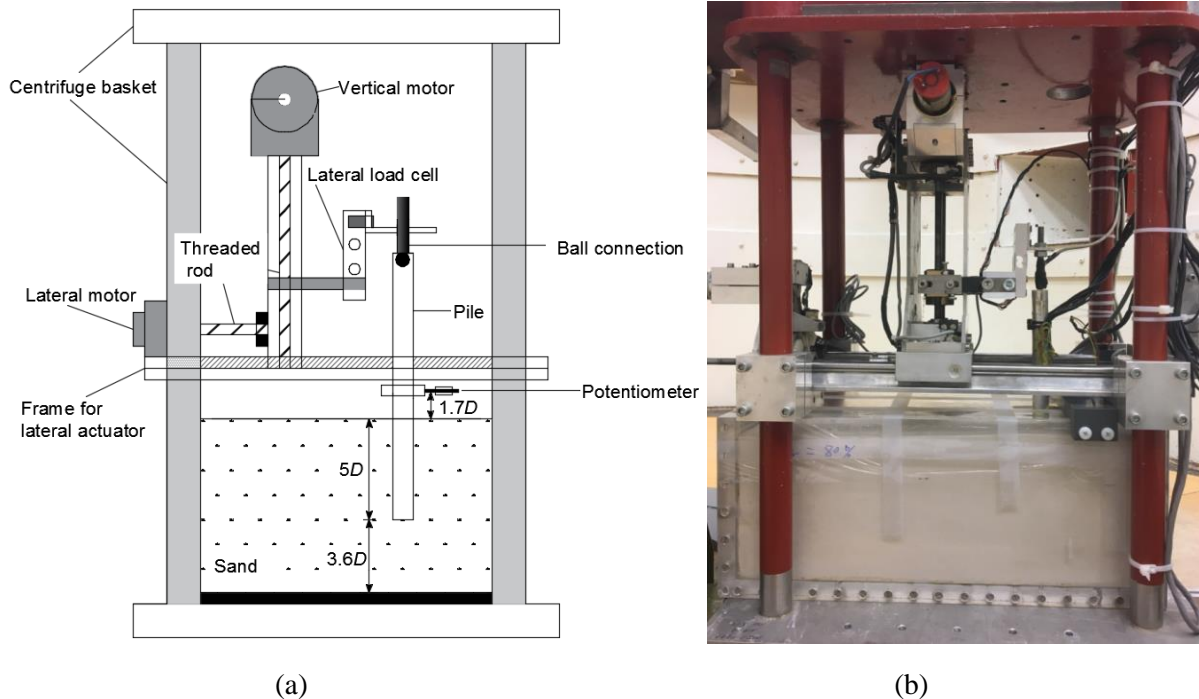 Centrifuge basket
Vertical motor
Lateral load cell
Threaded
rod
Ball connection
Lateral motor
Pile
Potentiometer
1.7D
Frame for
lateral actuator
5D
3.6D
Sand
= 80%
(a)
(b)